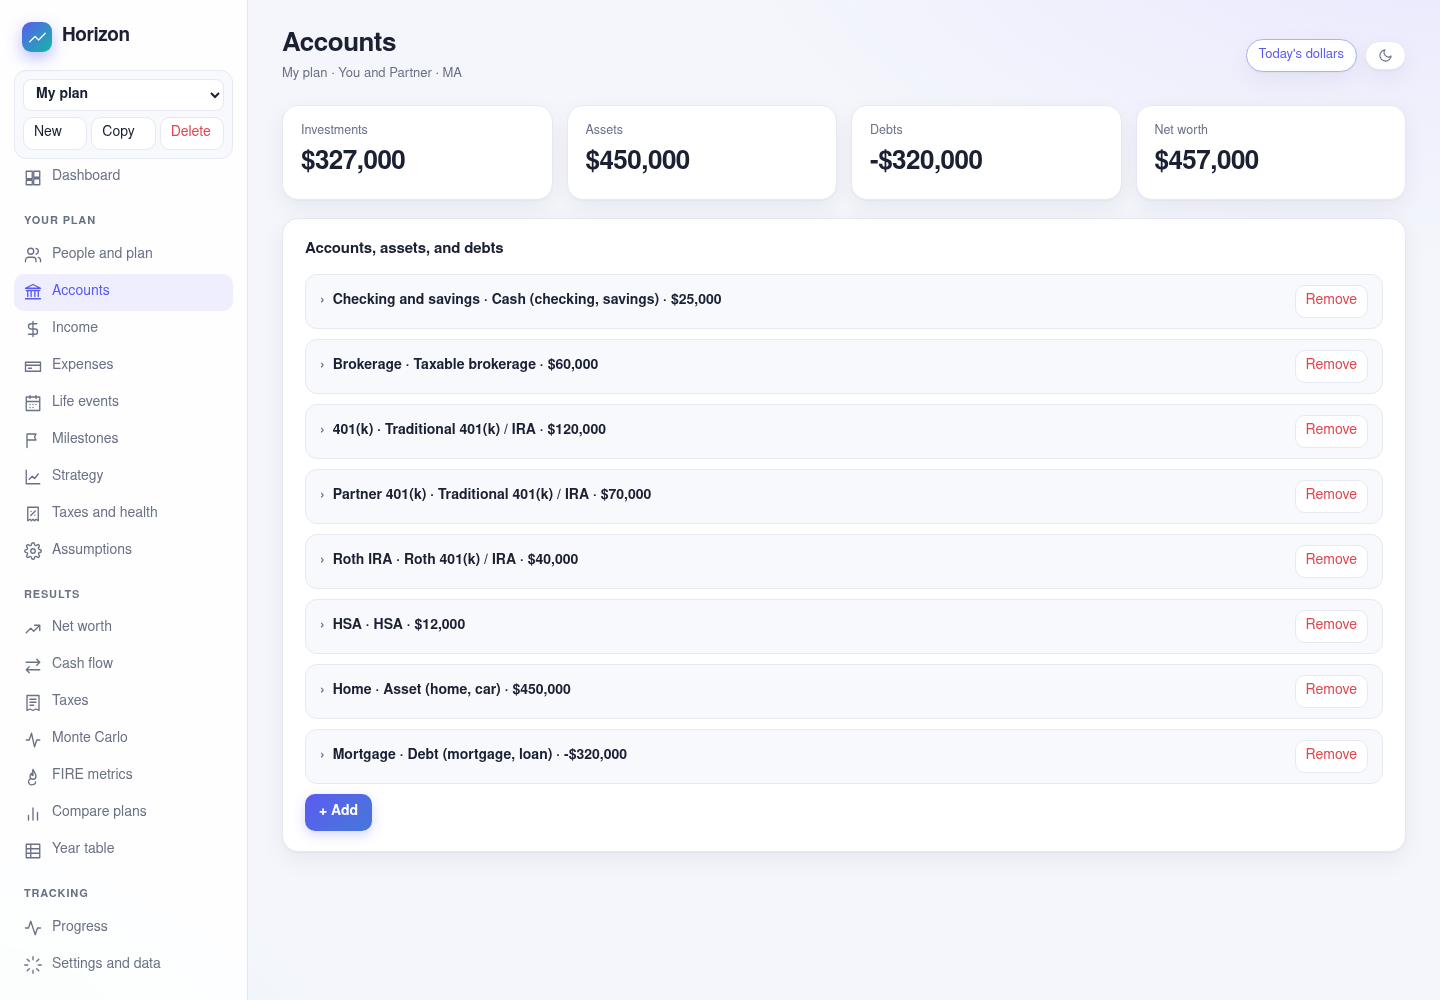 Horizon
My plan
New Copy Delete
Dashboard
YOUR PLAN
People and plan
Accounts
Income
Expenses
Life events
Milestones
Strategy
Taxes and health
Assumptions
RESULTS
Net worth
Cash flow
Taxes
Monte Carlo
FIRE metrics
Compare plans
Year table
TRACKING
Progress
Settings and data
Accounts
My plan · You and Partner · MA
Today's dollars
Investments
$327,000
Assets
$450,000
Debts
-$320,000
Net worth
$457,000
Accounts, assets, and debts
› Checking and savings · Cash (checking, savings) · $25,000 Remove
› Brokerage · Taxable brokerage · $60,000 Remove
› 401(k) · Traditional 401(k) / IRA · $120,000 Remove
› Partner 401(k) · Traditional 401(k) / IRA · $70,000 Remove
› Roth IRA · Roth 401(k) / IRA · $40,000 Remove
› HSA · HSA · $12,000 Remove
› Home · Asset (home, car) · $450,000 Remove
› Mortgage · Debt (mortgage, loan) · -$320,000 Remove
+ Add